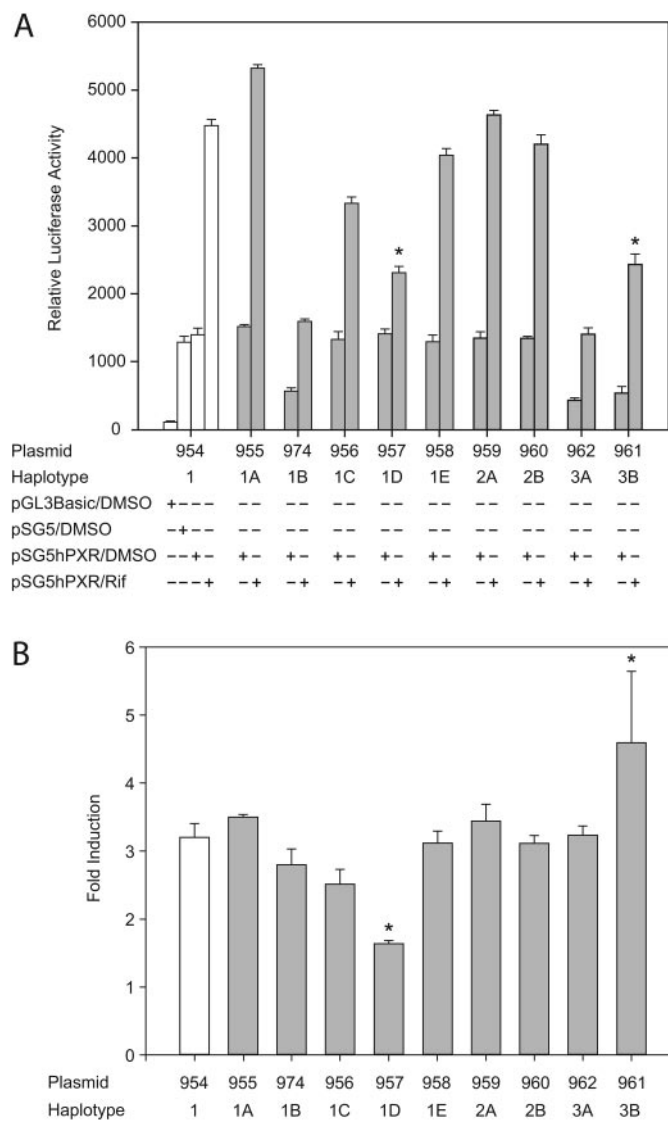 A
6000
5000
4000
3000
2000
1000
0
Relative Luciferase Activity
*
*
Plasmid 954 955 974 956 957 958 959 960 962 961
Haplotype 1 1A 1B 1C 1D 1E 2A 2B 3A 3B
pGL3Basic/DMSO +––– –– –– –– –– –– –– –– –– ––
pSG5/DMSO –+–– –– –– –– –– –– –– –– –– ––
pSG5hPXR/DMSO ––+– +– +– +– +– +– +– +– +– +–
pSG5hPXR/Rif –––+ –+ –+ –+ –+ –+ –+ –+ –+ –+
B
6
5
4
3
2
1
0
Fold Induction
*
*
Plasmid 954 955 974 956 957 958 959 960 962 961
Haplotype 1 1A 1B 1C 1D 1E 2A 2B 3A 3B